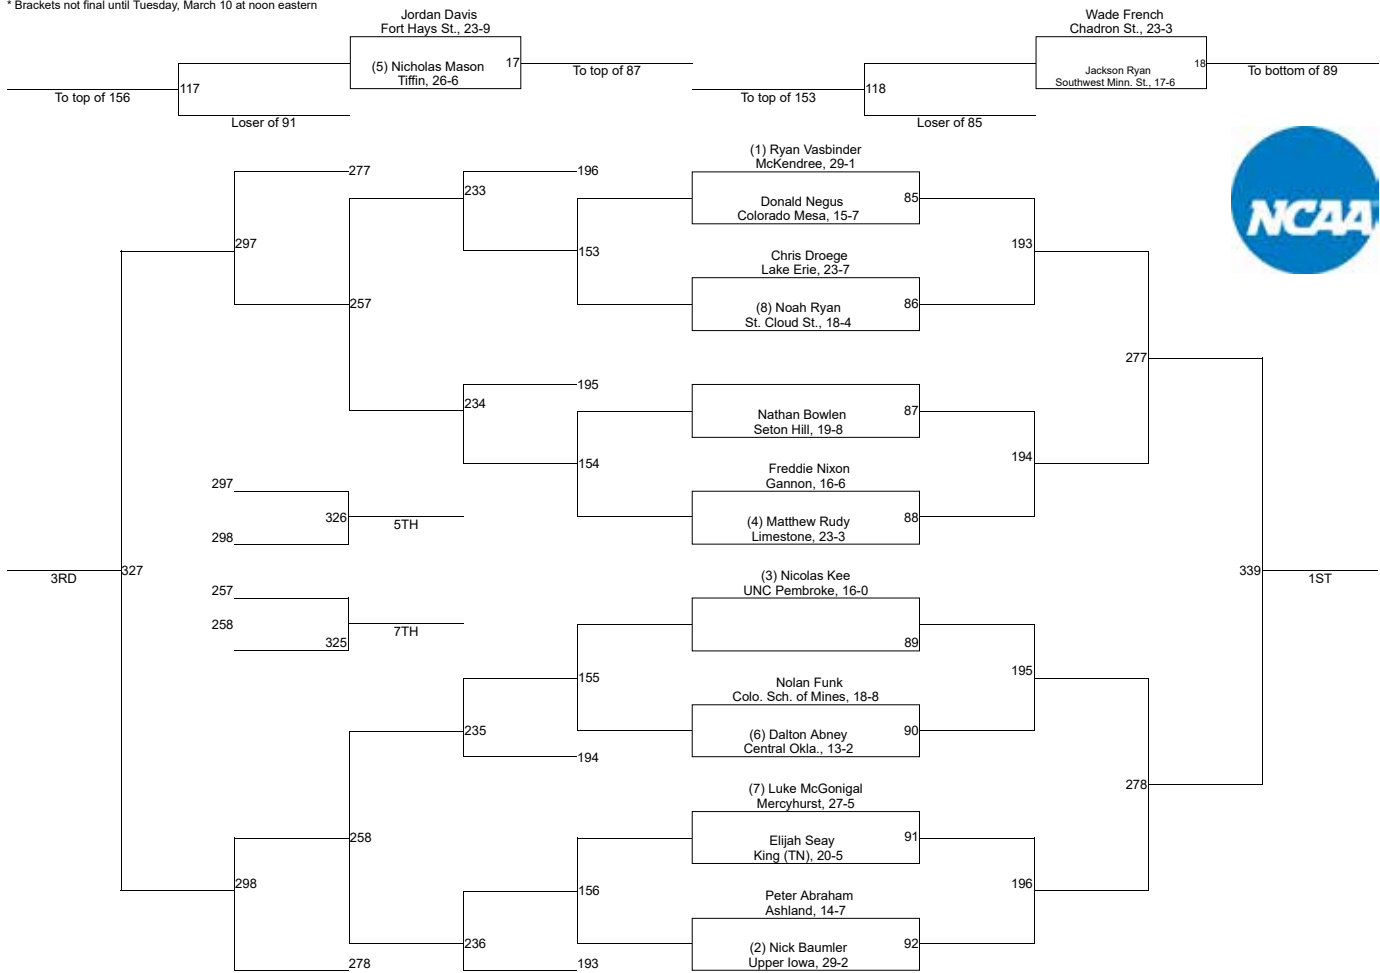 * Brackets not final until Tuesday, March 10 at noon eastern
Jordan Davis
Fort Hays St., 23-9
(5) Nicholas Mason
Tiffin, 26-6
17
To top of 87
To top of 156
117
Loser of 91
Wade French
Chadron St., 23-3
Jackson Ryan
Southwest Minn. St., 17-6
18
To bottom of 89
To top of 153
118
Loser of 85
NCAA
(1) Ryan Vasbinder
McKendree, 29-1
Donald Negus
Colorado Mesa, 15-7
85
Chris Droege
Lake Erie, 23-7
(8) Noah Ryan
St. Cloud St., 18-4
86
Nathan Bowlen
Seton Hill, 19-8
87
Freddie Nixon
Gannon, 16-6
(4) Matthew Rudy
Limestone, 23-3
88
(3) Nicolas Kee
UNC Pembroke, 16-0
89
Nolan Funk
Colo. Sch. of Mines, 18-8
(6) Dalton Abney
Central Okla., 13-2
90
(7) Luke McGonigal
Mercyhurst, 27-5
Elijah Seay
King (TN), 20-5
91
Peter Abraham
Ashland, 14-7
(2) Nick Baumler
Upper Iowa, 29-2
92
193
194
195
196
277
278
339
1ST
277
196
233
153
297
257
195
234
154
297
326
5TH
298
3RD
327
257
258
325
7TH
155
235
194
258
298
156
236
278
193